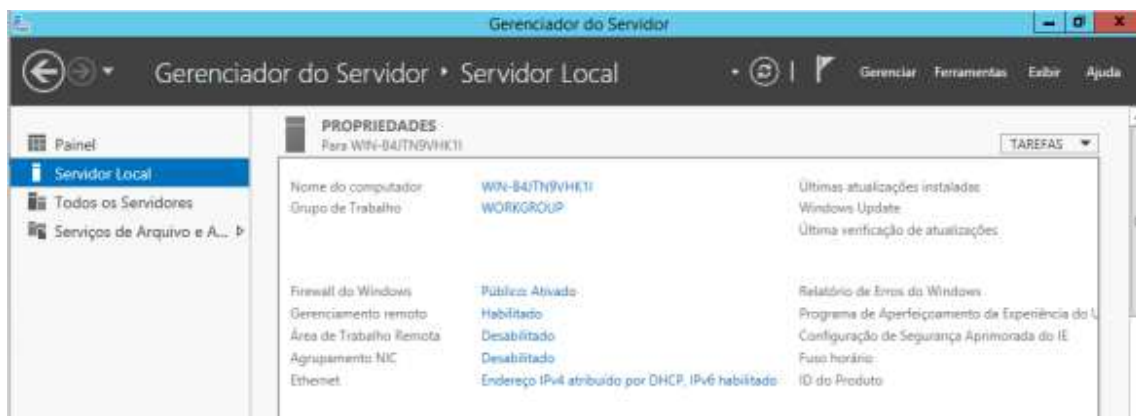 Gerenciador do Servidor
Gerenciador do Servidor ‣ Servidor Local
Gerenciar Ferramentas Exibir Ajuda
Painel
Servidor Local
Todos os Servidores
Serviços de Arquivo e A...
PROPRIEDADES
Para WIN-B4JTN9VHK1I
TAREFAS
Nome do computador WIN-B4JTN9VHK1I Últimas atualizações instaladas
Grupo de Trabalho WORKGROUP Windows Update
Última verificação de atualizações
Firewall do Windows Público: Ativado Relatório de Erros do Windows
Gerenciamento remoto Habilitado Programa de Aperfeiçoamento da Experiência do U
Área de Trabalho Remota Desabilitado Configuração de Segurança Aprimorada do IE
Agrupamento NIC Desabilitado Fuso horário
Ethernet Endereço IPv4 atribuído por DHCP, IPv6 habilitado ID do Produto